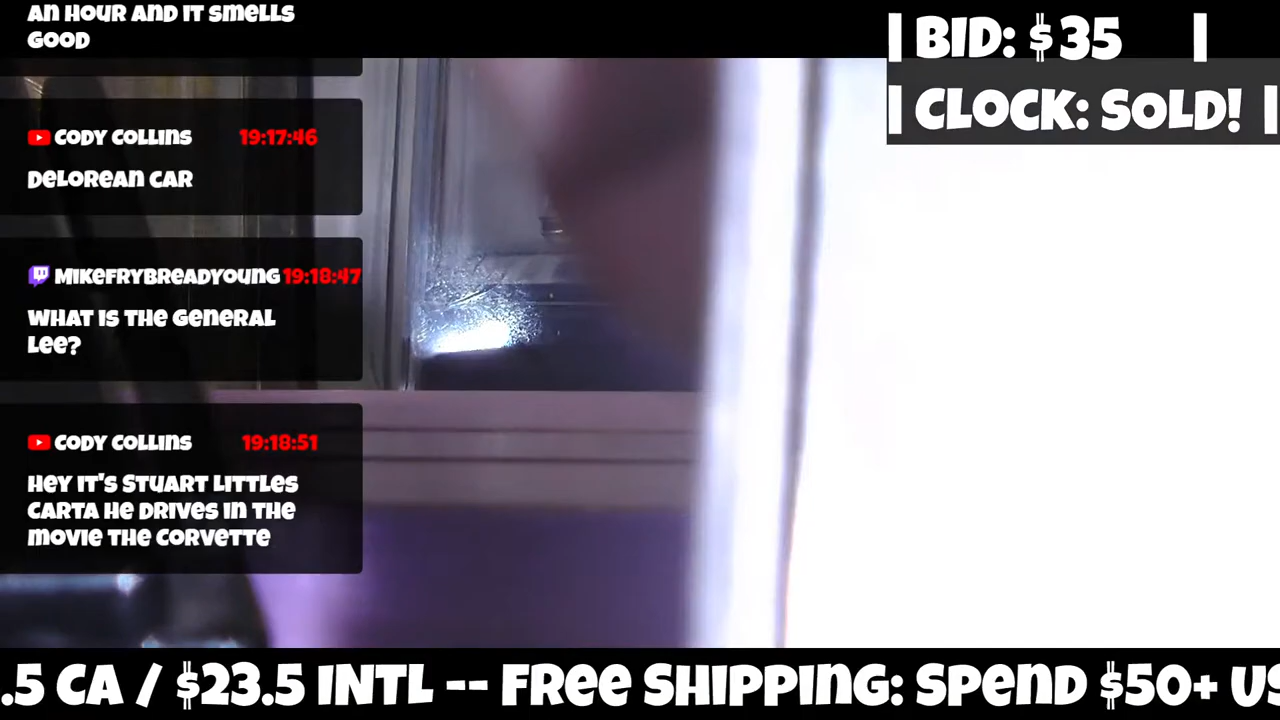 AN HOUR AND IT SMELLS
GOOD
| BID: $35 |
| CLOCK: SOLD! |
CODY COLLINS 19:17:46
DELOREAN CAR
MIKEFRYBREADYOUNG 19:18:47
WHAT IS THE GENERAL
LEE?
CODY COLLINS 19:18:51
HEY IT'S STUART LITTLES
CARTA HE DRIVES IN THE
MOVIE THE CORVETTE
.5 CA / $23.5 INTL -- FREE SHIPPING: SPEND $50+ US